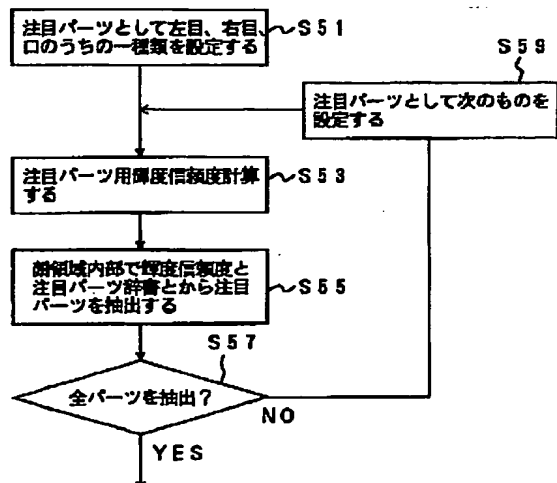 注目パーツとして左目、右目、
口のうちの一種類を設定する
S51
S59
注目パーツとして次のものを
設定する
注目パーツ用輝度信頼度計算
する
S53
顔領域内部で輝度信頼度と
注目パーツ辞書とから注目
パーツを抽出する
S55
S57
全パーツを抽出?
NO
YES